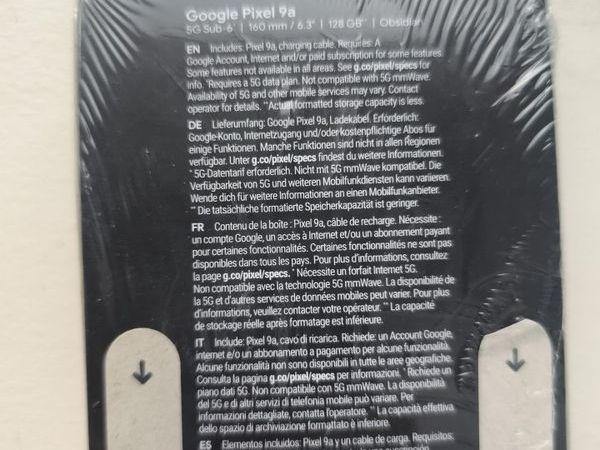 Google Pixel 9a
5G Sub-6* | 160 mm / 6.3" | 128 GB** | Obsidian
EN Includes: Pixel 9a, charging cable. Requires: A
Google Account, Internet and/or paid subscription for some features.
Some features not available in all areas. See g.co/pixel/specs for
info. *Requires a 5G data plan. Not compatible with 5G mmWave.
Availability of 5G and other mobile services may vary. Contact
operator for details. **Actual formatted storage capacity is less.
DE Lieferumfang: Google Pixel 9a, Ladekabel. Erforderlich:
Google-Konto, Internetzugang und/oder kostenpflichtige Abos für
einige Funktionen. Manche Funktionen sind nicht in allen Regionen
verfügbar. Unter g.co/pixel/specs findest du weitere Informationen.
* 5G-Datentarif erforderlich. Nicht mit 5G mmWave kompatibel. Die
Verfügbarkeit von 5G und weiteren Mobilfunkdiensten kann variieren.
Wende dich für weitere Informationen an einen Mobilfunkanbieter.
** Die tatsächliche formatierte Speicherkapazität ist geringer.
FR Contenu de la boîte : Pixel 9a, câble de recharge. Nécessite :
un compte Google, un accès à Internet et/ou un abonnement payant
pour certaines fonctionnalités. Certaines fonctionnalités ne sont pas
disponibles dans tous les pays. Pour plus d'informations, consultez
la page g.co/pixel/specs. * Nécessite un forfait Internet 5G.
Non compatible avec la technologie 5G mmWave. La disponibilité de
la 5G et d'autres services de données mobiles peut varier. Pour plus
d'informations, veuillez contacter votre opérateur. ** La capacité
de stockage réelle après formatage est inférieure.
IT Include: Pixel 9a, cavo di ricarica. Richiede: un Account Google,
internet e/o un abbonamento a pagamento per alcune funzionalità.
Alcune funzionalità non sono disponibili in tutte le aree geografiche.
Consulta la pagina g.co/pixel/specs per informazioni. * Richiede un
piano dati 5G. Non compatibile con 5G mmWave. La disponibilità
del 5G e di altri servizi di telefonia mobile può variare. Per
informazioni dettagliate, contatta l'operatore. ** La capacità effettiva
dello spazio di archiviazione formattato è inferiore.
ES Elementos incluidos: Pixel 9a y un cable de carga. Requisitos: